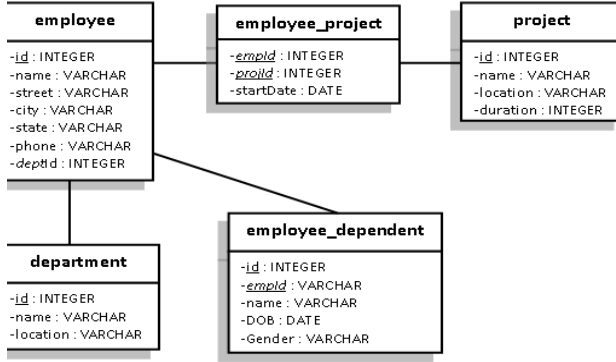 employee
-id : INTEGER
-name : VARCHAR
-street : VARCHAR
-city : VARCHAR
-state : VARCHAR
-phone : VARCHAR
-deptId : INTEGER
employee_project
-empId : INTEGER
-projId : INTEGER
-startDate : DATE
project
-id : INTEGER
-name : VARCHAR
-location : VARCHAR
-duration : INTEGER
department
-id : INTEGER
-name : VARCHAR
-location : VARCHAR
employee_dependent
-id : INTEGER
-empId : VARCHAR
-name : VARCHAR
-DOB : DATE
-Gender : VARCHAR